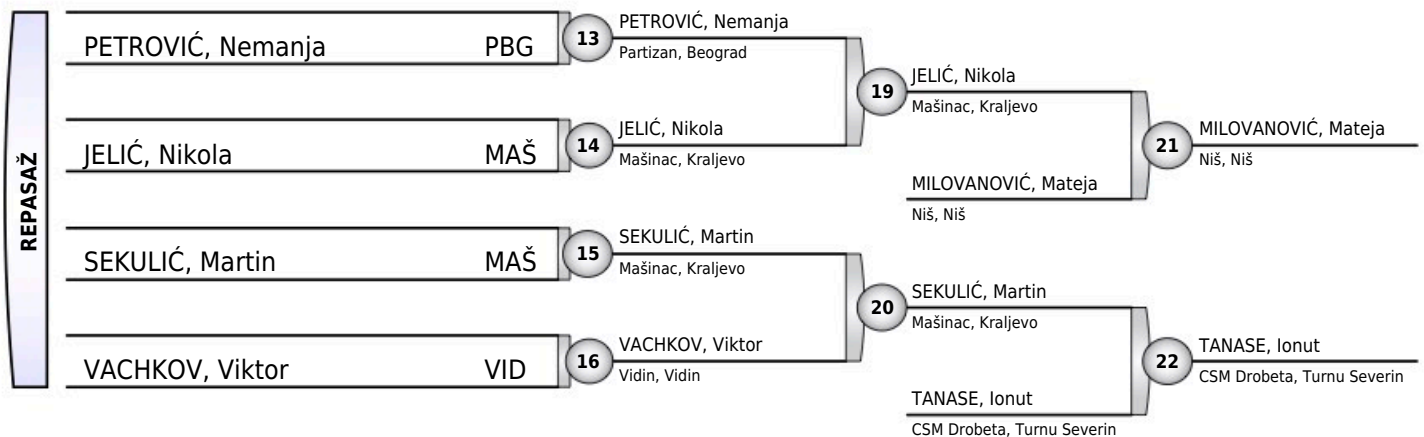 REPASAŽ
PETROVIĆ, Nemanja PBG
13
PETROVIĆ, Nemanja
Partizan, Beograd
JELIĆ, Nikola MAŠ
14
JELIĆ, Nikola
Mašinac, Kraljevo
19
JELIĆ, Nikola
Mašinac, Kraljevo
MILOVANOVIĆ, Mateja
Niš, Niš
21
MILOVANOVIĆ, Mateja
Niš, Niš
SEKULIĆ, Martin MAŠ
15
SEKULIĆ, Martin
Mašinac, Kraljevo
VACHKOV, Viktor VID
16
VACHKOV, Viktor
Vidin, Vidin
20
SEKULIĆ, Martin
Mašinac, Kraljevo
TANASE, Ionut
CSM Drobeta, Turnu Severin
22
TANASE, Ionut
CSM Drobeta, Turnu Severin